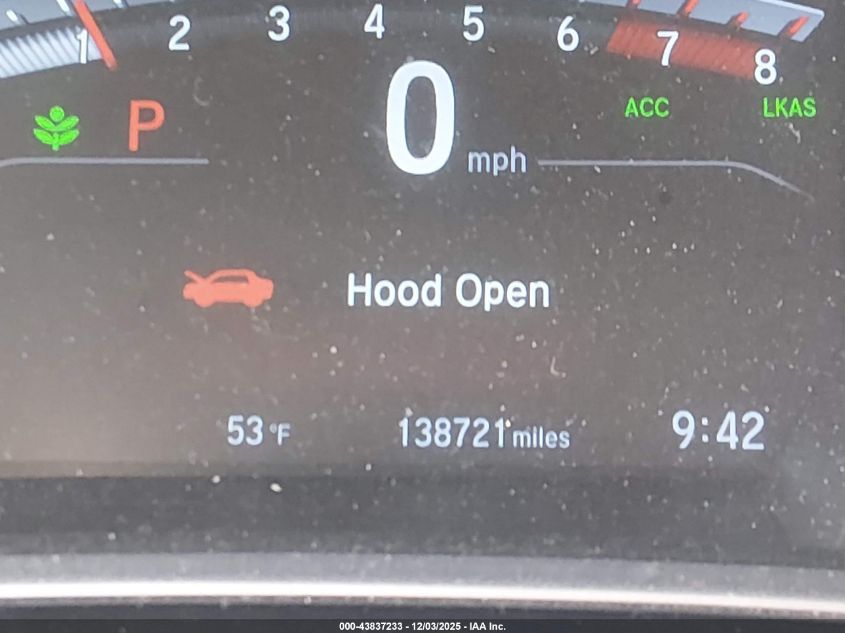 1 2 3 4 5 6 7 8
P 0 mph ACC LKAS
Hood Open
53 °F 138721 miles 9:42
000-43837233 - 12/03/2025 - IAA Inc.